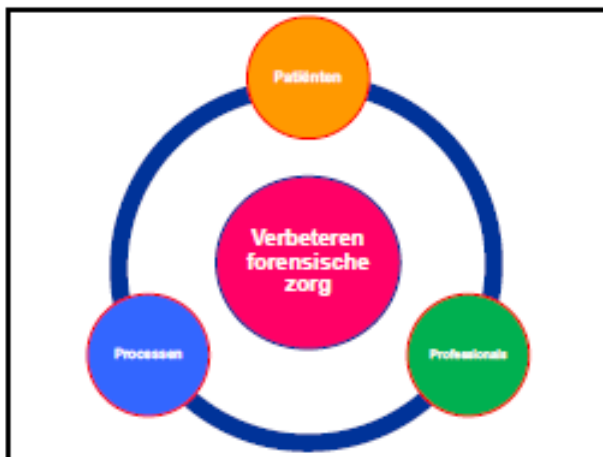 Patiënten
Verbeteren
forensische
zorg
Processen
Professionals